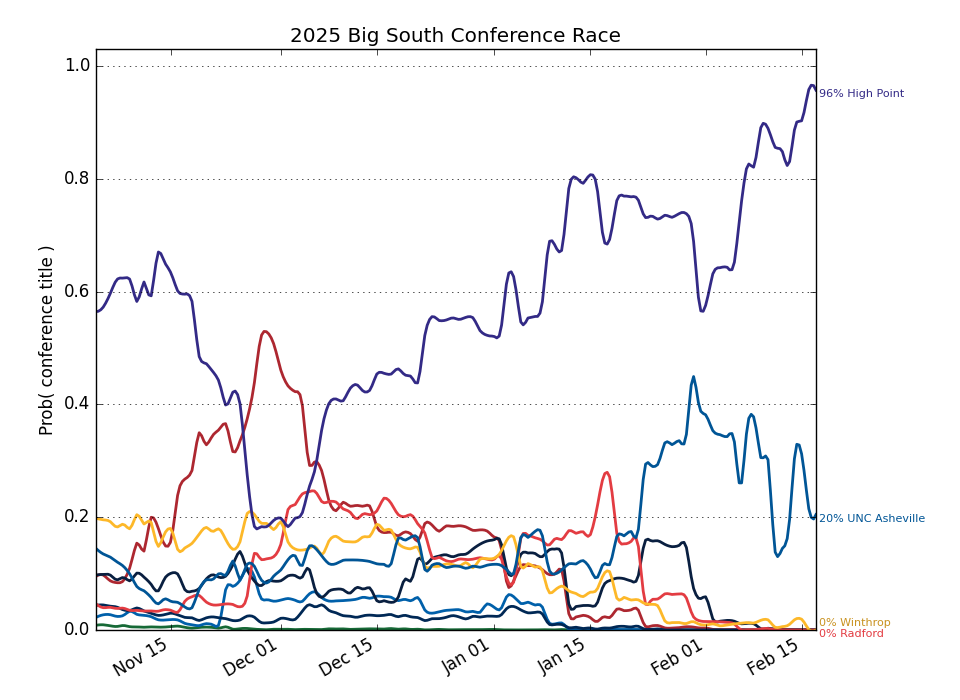 2025 Big South Conference Race
1.0
96% High Point
0.8
0.6
0.4
0.2
20% UNC Asheville
0.0
0% Winthrop
0% Radford
Prob( conference title )
Nov 15
Dec 01
Dec 15
Jan 01
Jan 15
Feb 01
Feb 15